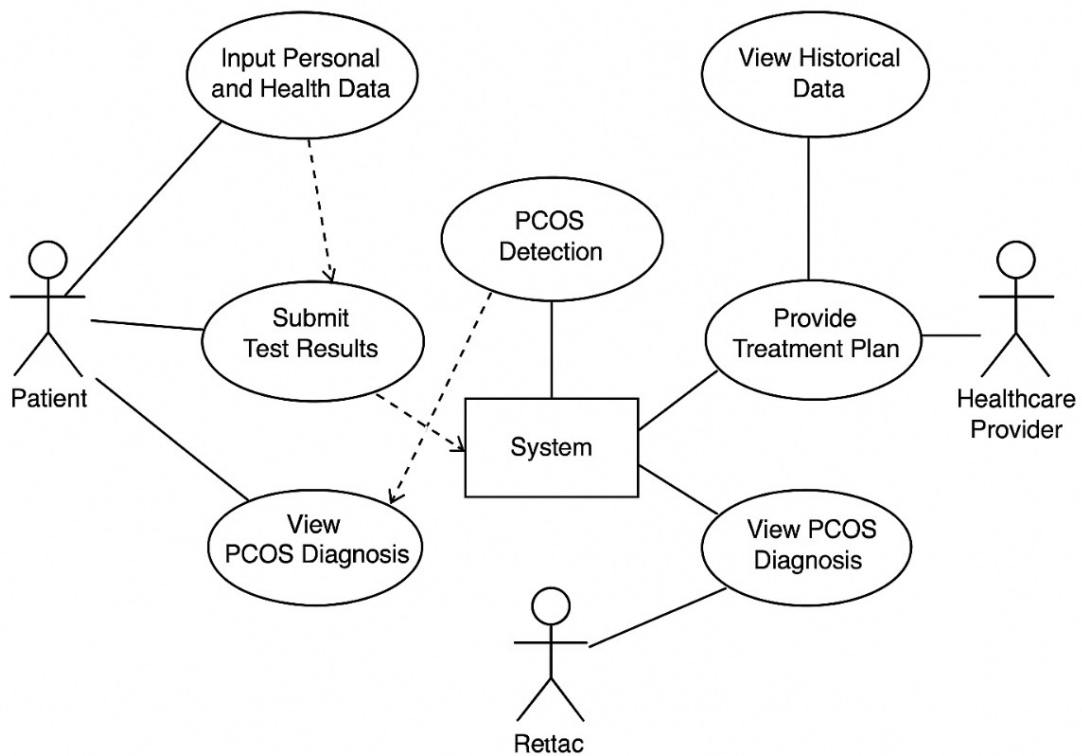 Input Personal
and Health Data
View Historical
Data
PCOS
Detection
Submit
Test Results
Provide
Treatment Plan
Patient
Healthcare
Provider
System
View
PCOS Diagnosis
View PCOS
Diagnosis
Rettac